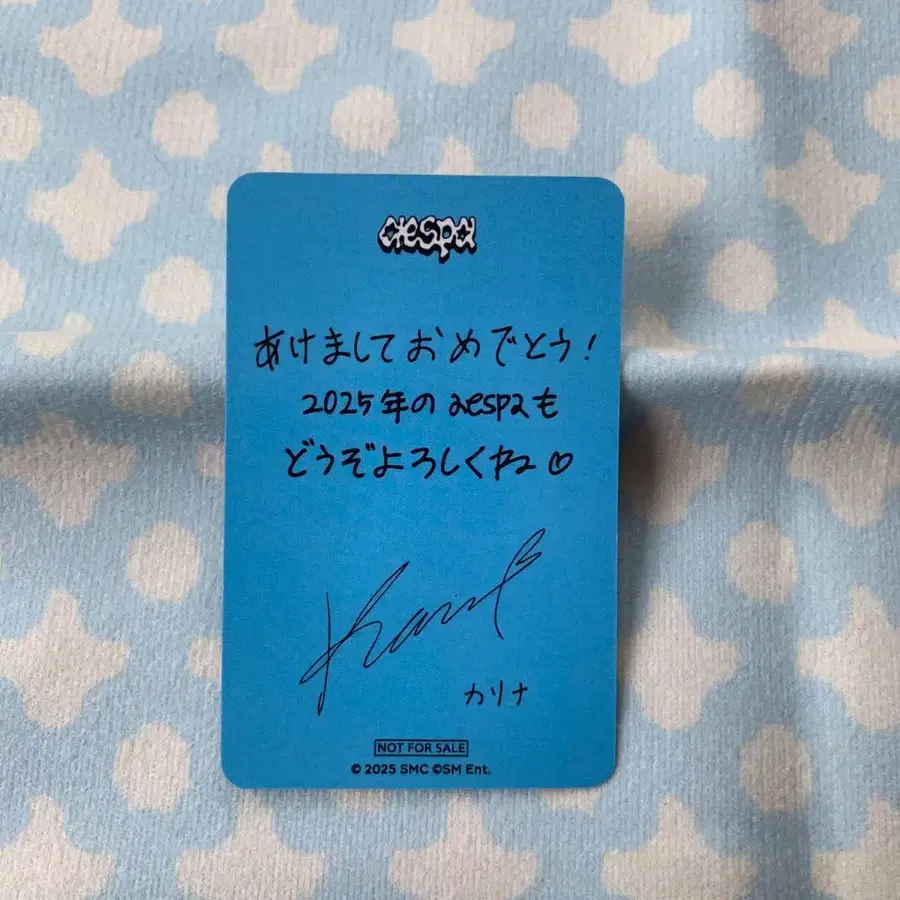 aespa
あけましておめでとう!
2025年のaespaも
どうぞよろしくね♡
カリナ
NOT FOR SALE
© 2025 SMC ©SM Ent.